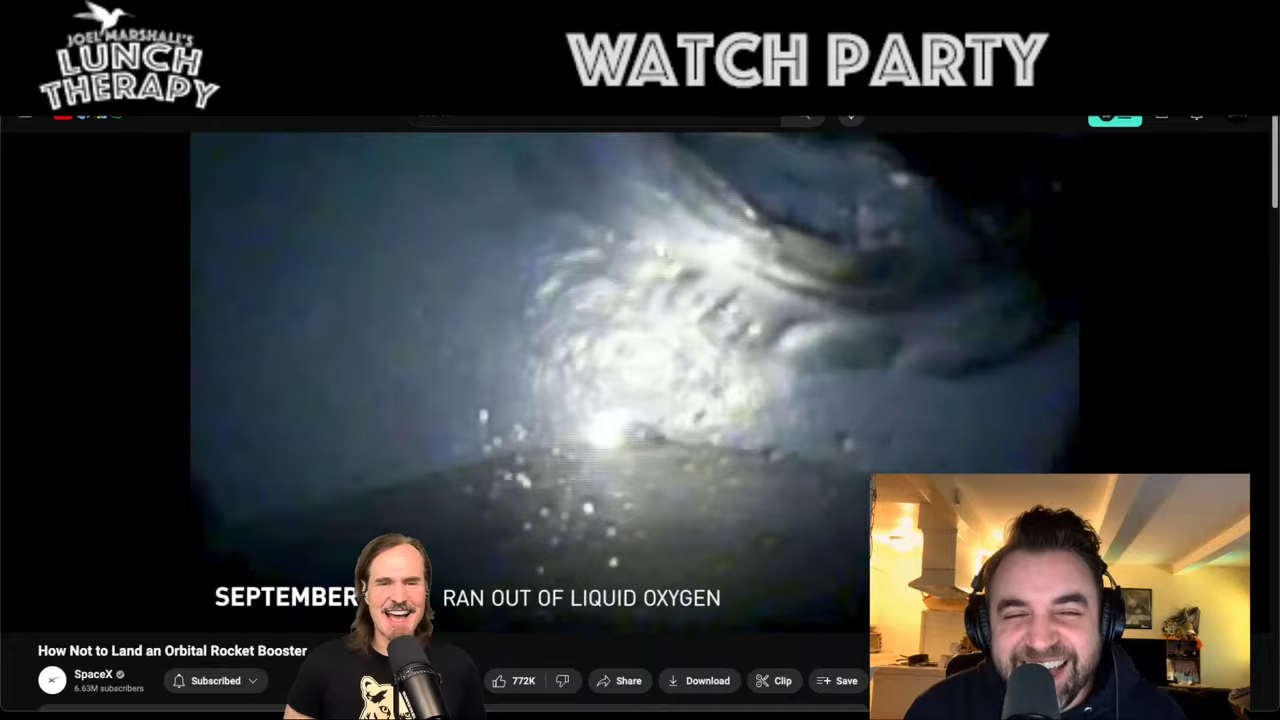 JOEL MARSHALL'S
LUNCH
THERAPY
WATCH PARTY
SEPTEMBER
RAN OUT OF LIQUID OXYGEN
How Not to Land an Orbital Rocket Booster
SpaceX
6.63M subscribers
Subscribed
772K
Share
Download
Clip
Save